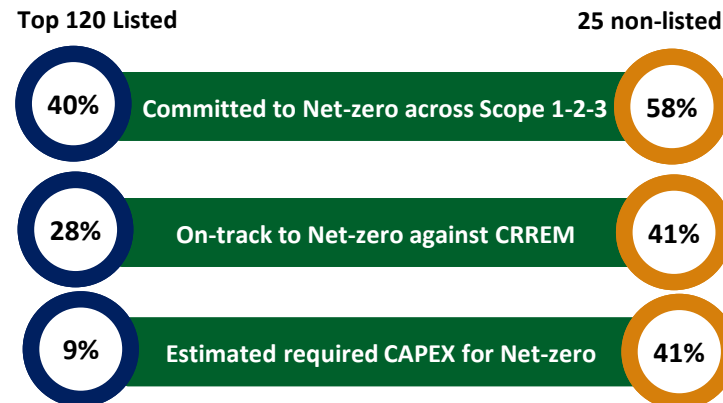 Top 120 Listed 25 non-listed
40% Committed to Net-zero across Scope 1-2-3 58%
28% On-track to Net-zero against CRREM 41%
9% Estimated required CAPEX for Net-zero 41%